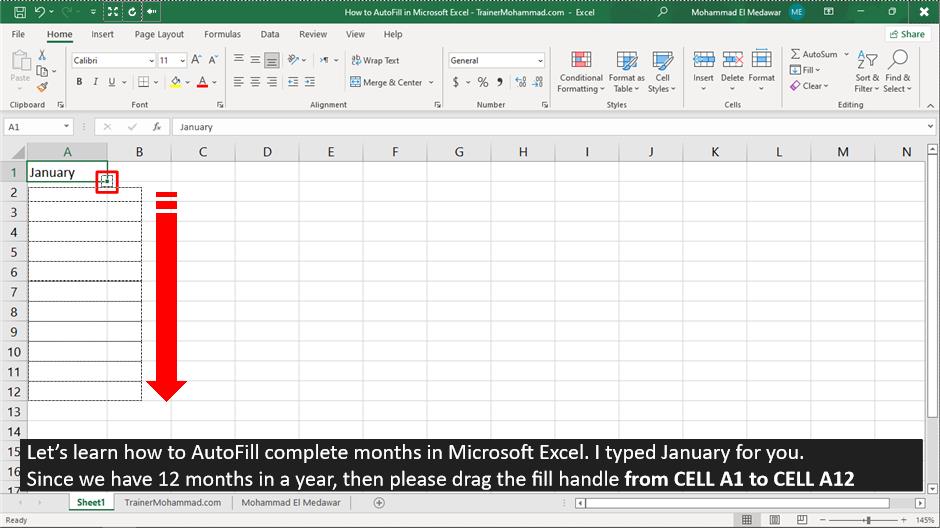 How to AutoFill in Microsoft Excel - TrainerMohammad.com - Excel
Mohammad El Medawar ME
File Home Insert Page Layout Formulas Data Review View Help Share
Calibri 11 Wrap Text General AutoSum
Paste Fill
B I U Merge & Center $ % Clear
Conditional Formatting Format as Table Cell Styles Insert Delete Format Sort & Filter Find & Select
Clipboard Font Alignment Number Styles Cells Editing
A1 fx January
A B C D E F G H I J K L M N
1 January
2
3
4
5
6
7
8
9
10
11
12
13
14
15
16
17
Let’s learn how to AutoFill complete months in Microsoft Excel. I typed January for you.
Since we have 12 months in a year, then please drag the fill handle from CELL A1 to CELL A12
Sheet1 TrainerMohammad.com Mohammad El Medawar
Ready 145%